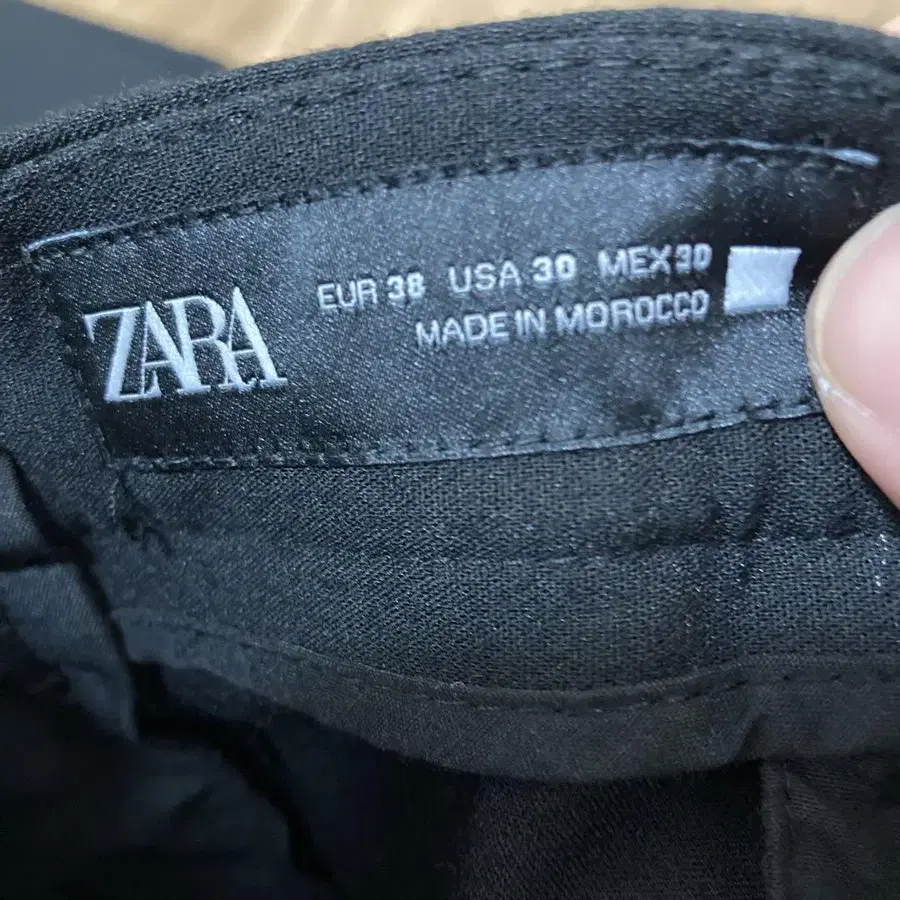 ZARA
EUR 38 USA 30 MEX 30
MADE IN MOROCCO